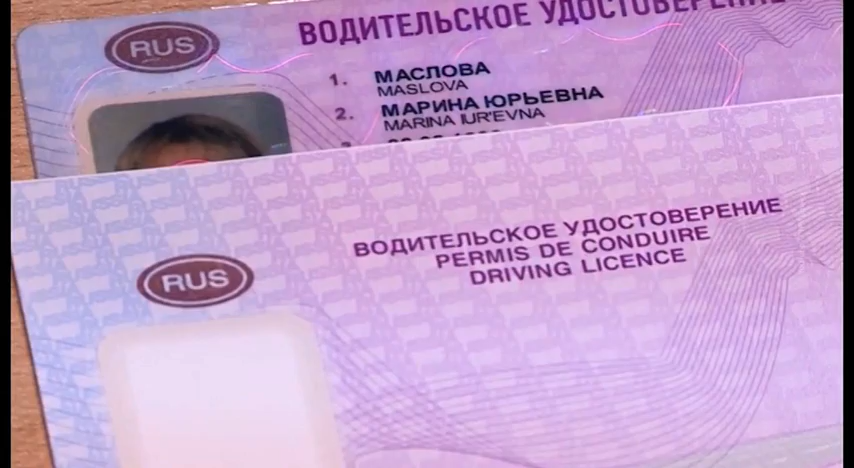 ВОДИТЕЛЬСКОЕ УДОСТОВЕРЕНИЕ
RUS
1. МАСЛОВА
MASLOVA
2. МАРИНА ЮРЬЕВНА
MARINA IUR'EVNA
ВОДИТЕЛЬСКОЕ УДОСТОВЕРЕНИЕ
PERMIS DE CONDUIRE
DRIVING LICENCE
RUS